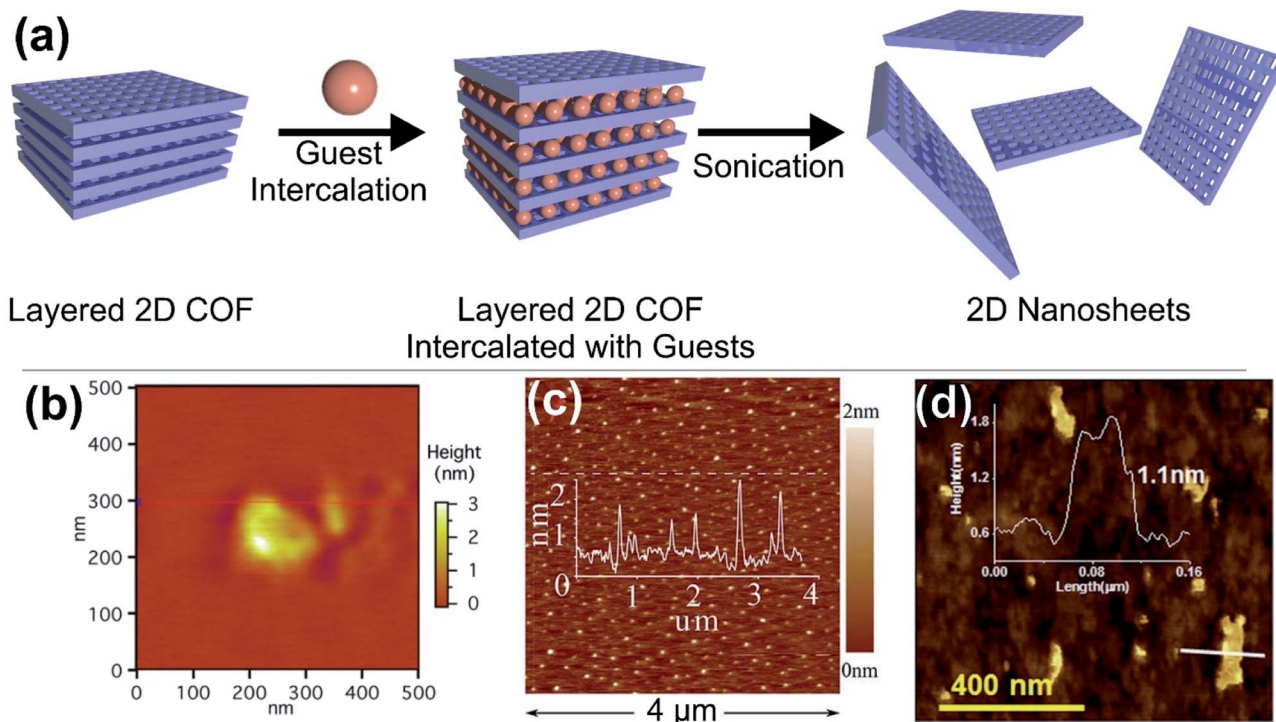 (a)
Guest
Intercalation
Sonication
Layered 2D COF
Layered 2D COF
Intercalated with Guests
2D Nanosheets
(b)
500
400
300
200
100
0
nm
0
100
200
300
400
500
nm
Height
(nm)
3
2
1
0
(c)
2nm
0nm
nm
2
1
0
1
2
3
4
um
4 μm
(d)
Height(nm)
1.8
1.2
0.6
1.1nm
0.00
0.08
0.16
Length(μm)
400 nm